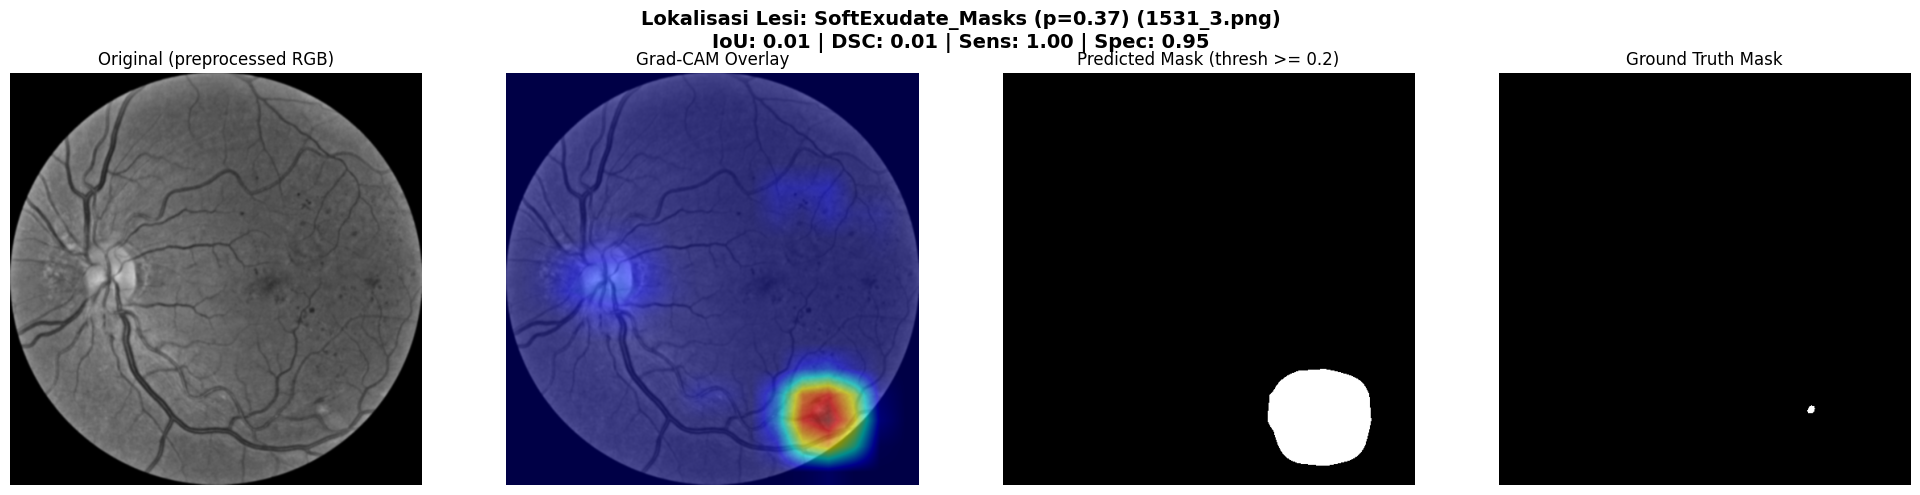 Lokalisasi Lesi: SoftExudate_Masks (p=0.37) (1531_3.png)
IoU: 0.01 | DSC: 0.01 | Sens: 1.00 | Spec: 0.95
Original (preprocessed RGB)
Grad-CAM Overlay
Predicted Mask (thresh >= 0.2)
Ground Truth Mask